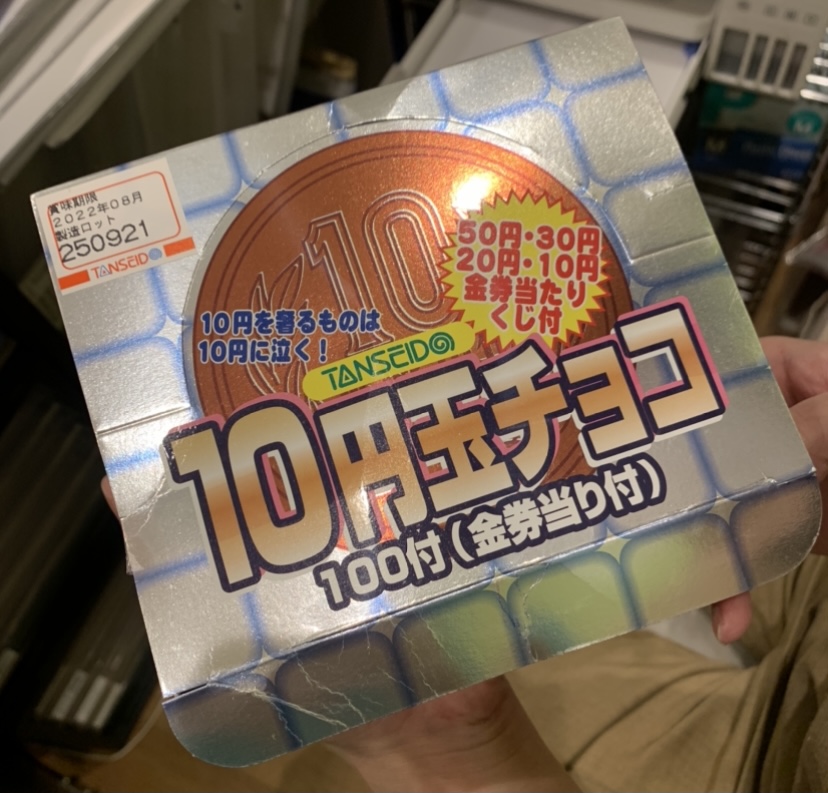 賞味期限
2022年08月
製造ロット
250921
TANSEIDO
¥10
50円・30円
20円・10円
金券当たり
くじ付
10円を奢るものは
10円に泣く！
TANSEIDO
10円玉チョコ
100付(金券当り付)